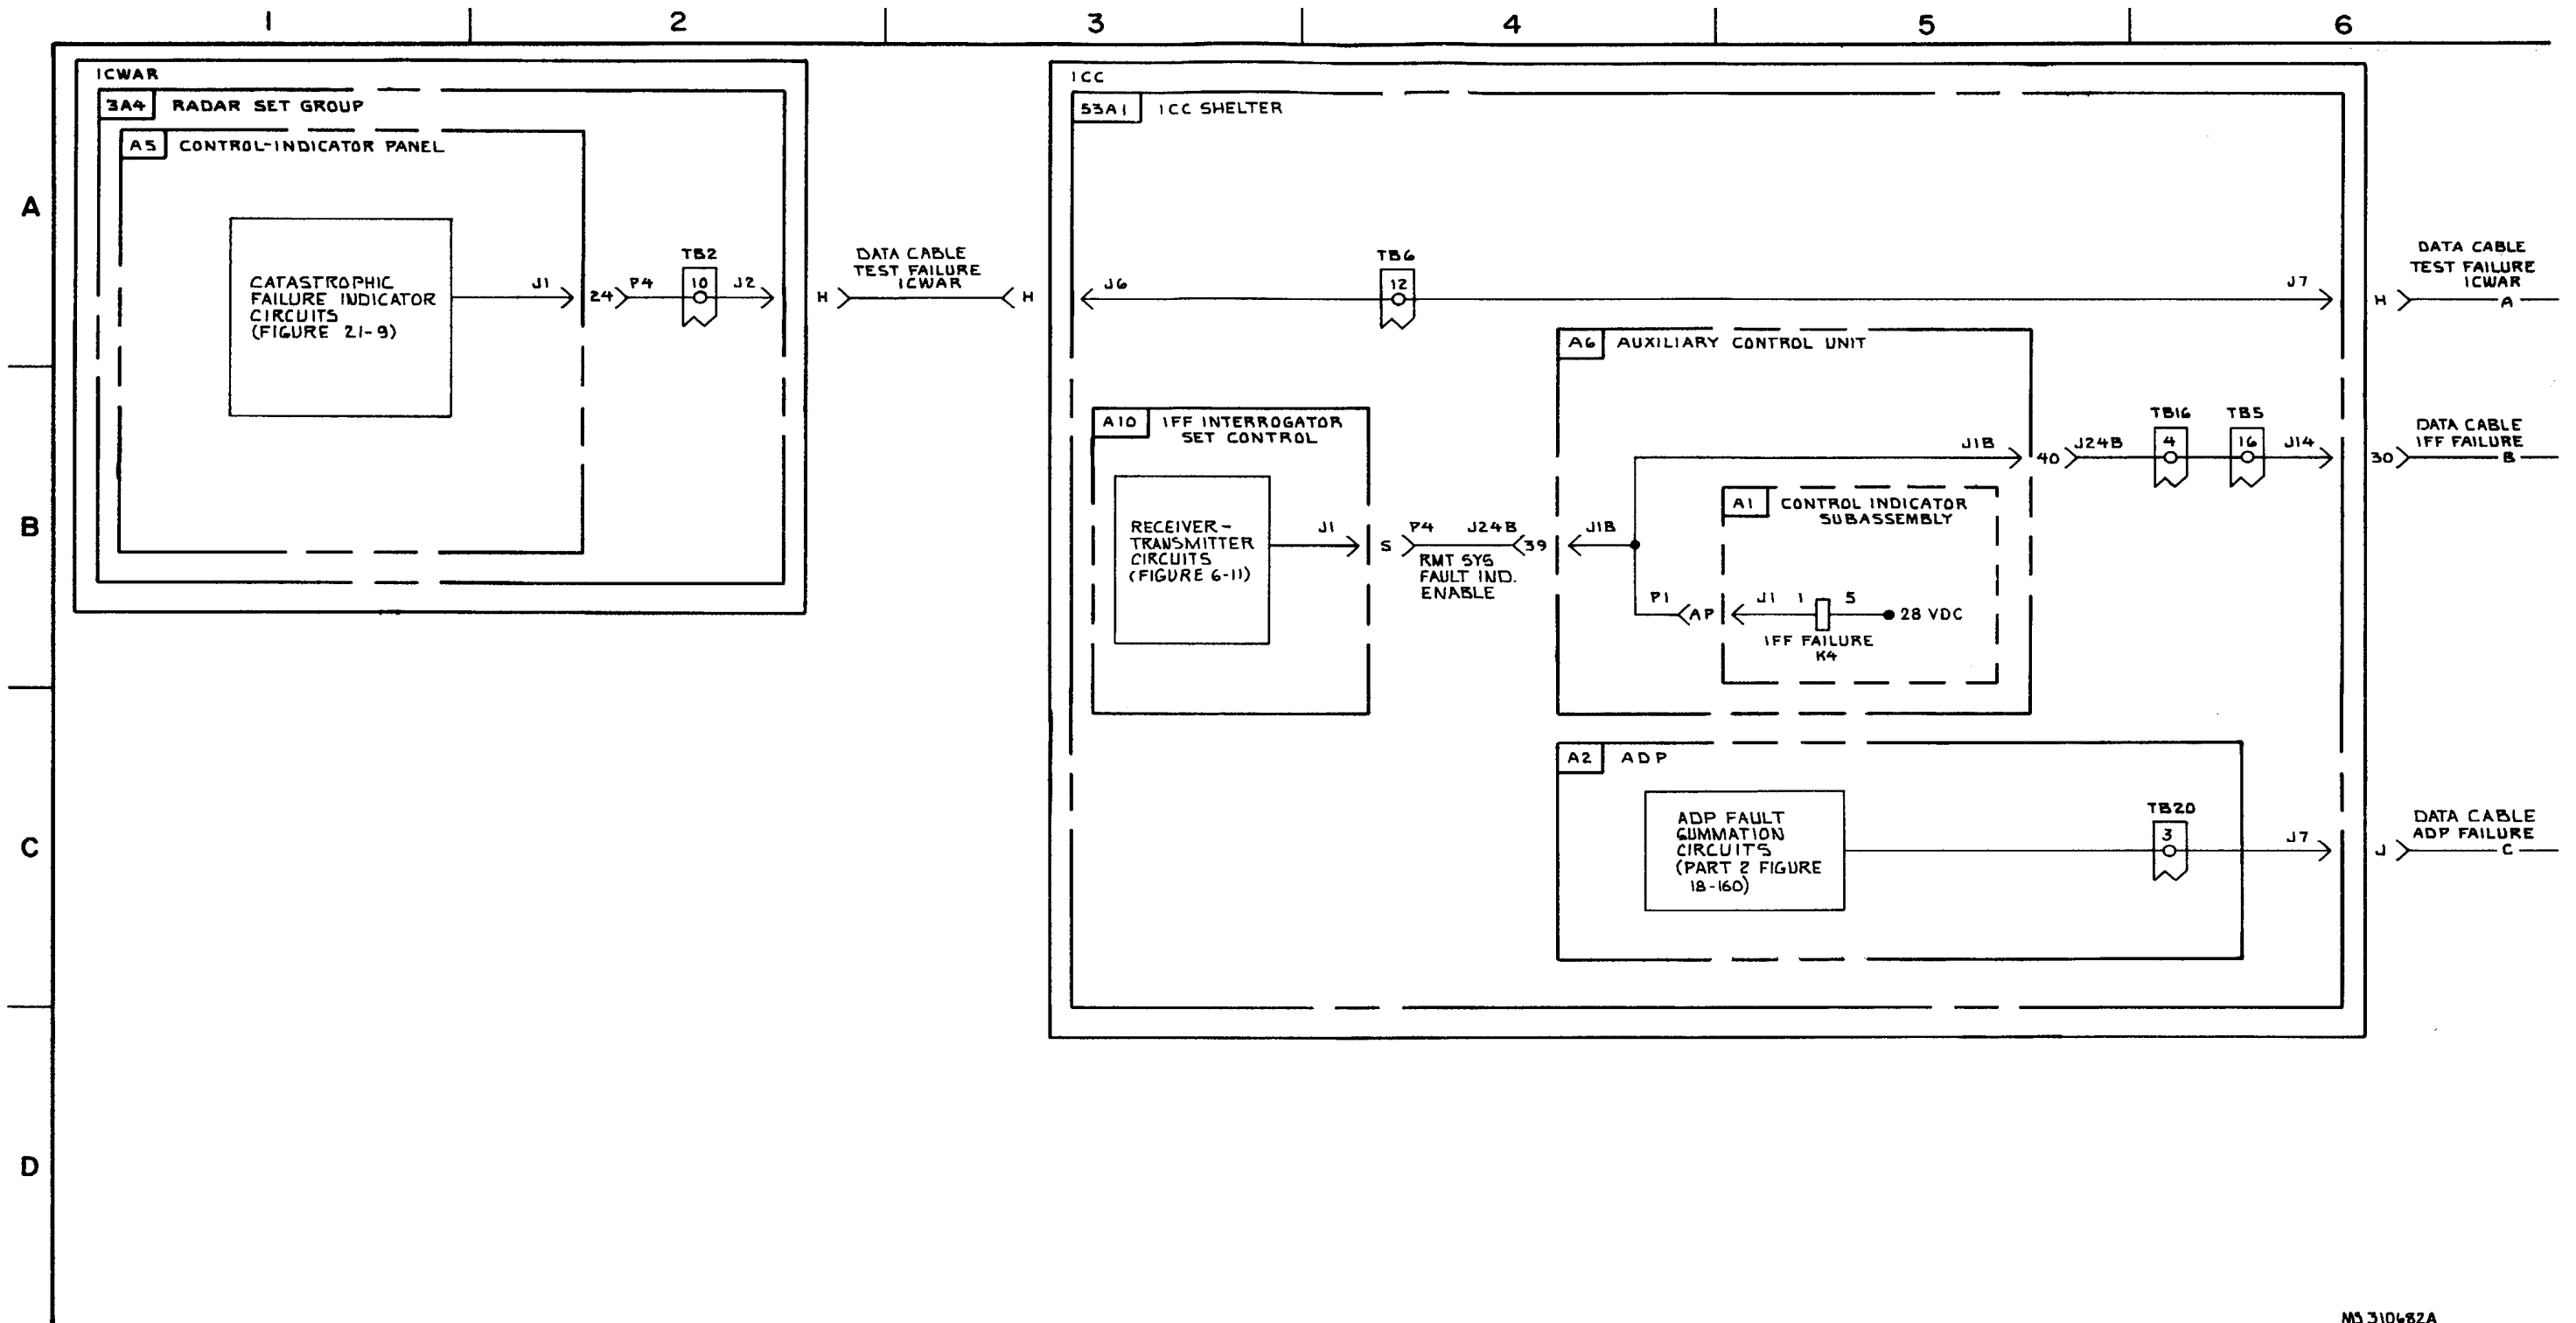 1 2 3 4 5 6
A
B
C
D
ICWAR
3A4 RADAR SET GROUP
A5 CONTROL-INDICATOR PANEL
CATASTROPHIC
FAILURE INDICATOR
CIRCUITS
(FIGURE 21-9)
J1
24
P4
TB2
10
J2
H
DATA CABLE
TEST FAILURE
ICWAR
H
ICC
53A1 ICC SHELTER
J6
TB6
12
J7
H
DATA CABLE
TEST FAILURE
ICWAR
A
A10 IFF INTERROGATOR
SET CONTROL
RECEIVER-
TRANSMITTER
CIRCUITS
(FIGURE 6-11)
J1
S
P4
J24B
39
RMT SYS
FAULT IND.
ENABLE
A6 AUXILIARY CONTROL UNIT
J1B
J1B
40
J24B
TB16
4
TB5
16
J14
30
DATA CABLE
IFF FAILURE
B
A1 CONTROL INDICATOR
SUBASSEMBLY
P1
AP
J1
1
5
28 VDC
IFF FAILURE
K4
A2 ADP
ADP FAULT
GUMMATION
CIRCUITS
(PART 2 FIGURE
18-160)
TB20
3
J7
J
DATA CABLE
ADP FAILURE
C
MS 310682A